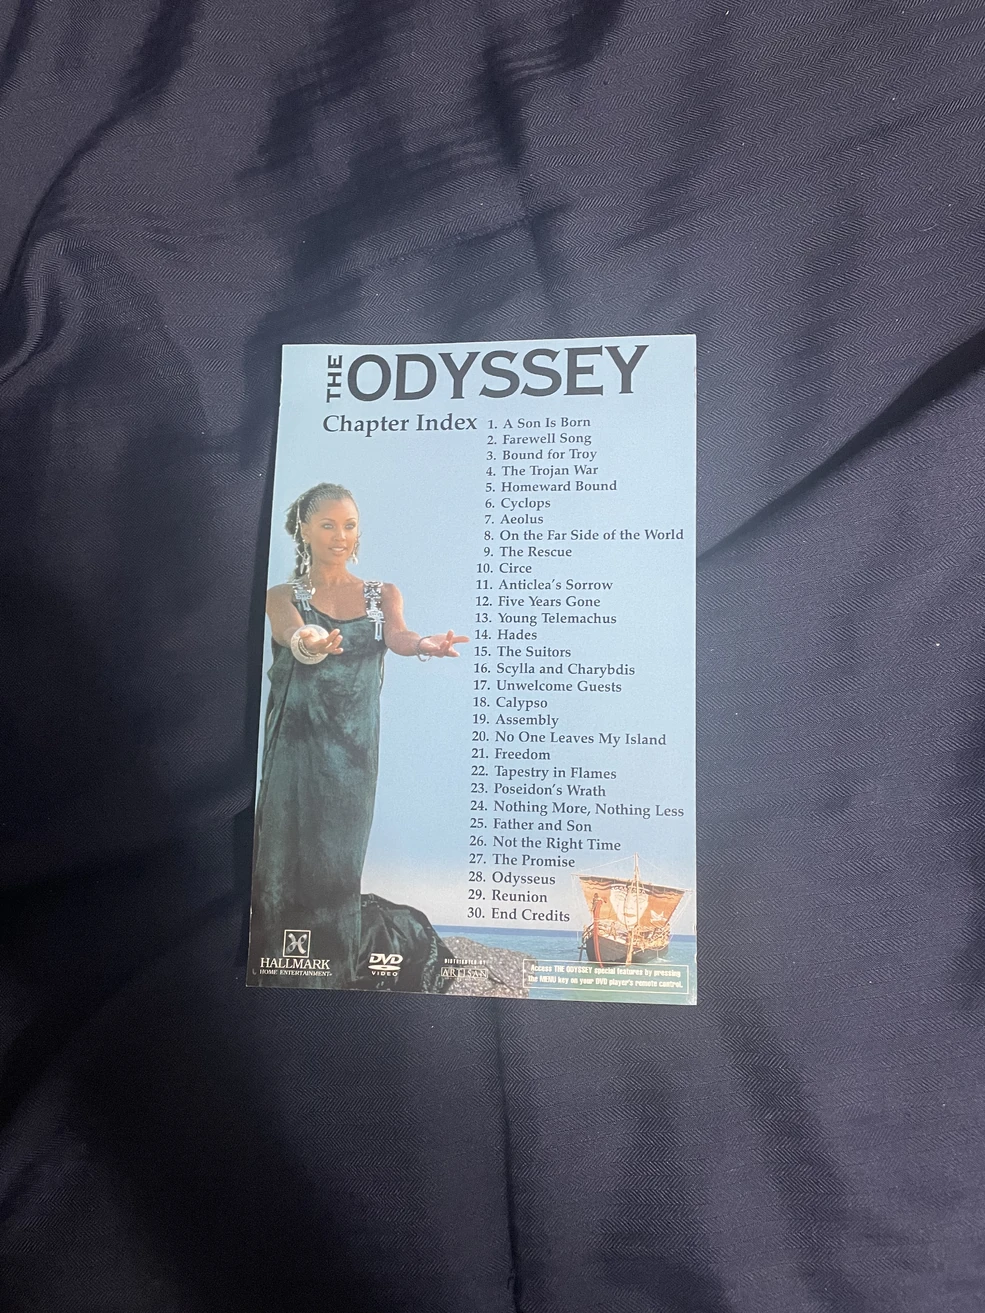 THE ODYSSEY
Chapter Index
1. A Son Is Born
2. Farewell Song
3. Bound for Troy
4. The Trojan War
5. Homeward Bound
6. Cyclops
7. Aeolus
8. On the Far Side of the World
9. The Rescue
10. Circe
11. Anticlea's Sorrow
12. Five Years Gone
13. Young Telemachus
14. Hades
15. The Suitors
16. Scylla and Charybdis
17. Unwelcome Guests
18. Calypso
19. Assembly
20. No One Leaves My Island
21. Freedom
22. Tapestry in Flames
23. Poseidon's Wrath
24. Nothing More, Nothing Less
25. Father and Son
26. Not the Right Time
27. The Promise
28. Odysseus
29. Reunion
30. End Credits
HALLMARK
HOME ENTERTAINMENT
DVD
VIDEO
DISTRIBUTED BY
ARTISAN
Access THE ODYSSEY special features by pressing
the MENU key on your DVD player's remote control.